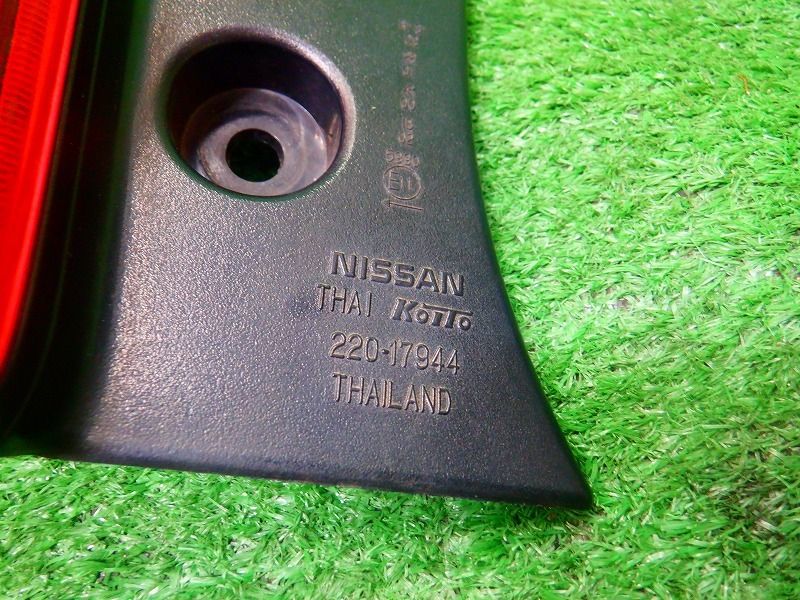 NISSAN
THAI KOITO
220-17944
THAILAND